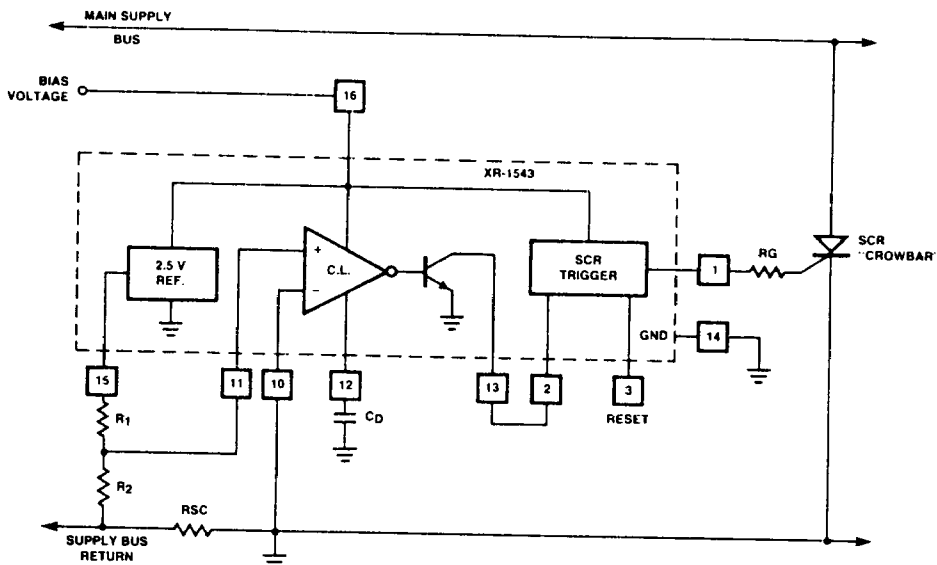 MAIN SUPPLY
BUS
BIAS
VOLTAGE
16
XR-1543
2.5 V
REF.
+
C.L.
−
SCR
TRIGGER
SCR
"CROWBAR"
1
RG
GND
14
15
11
10
12
13
2
3
RESET
R1
CD
R2
RSC
SUPPLY BUS
RETURN